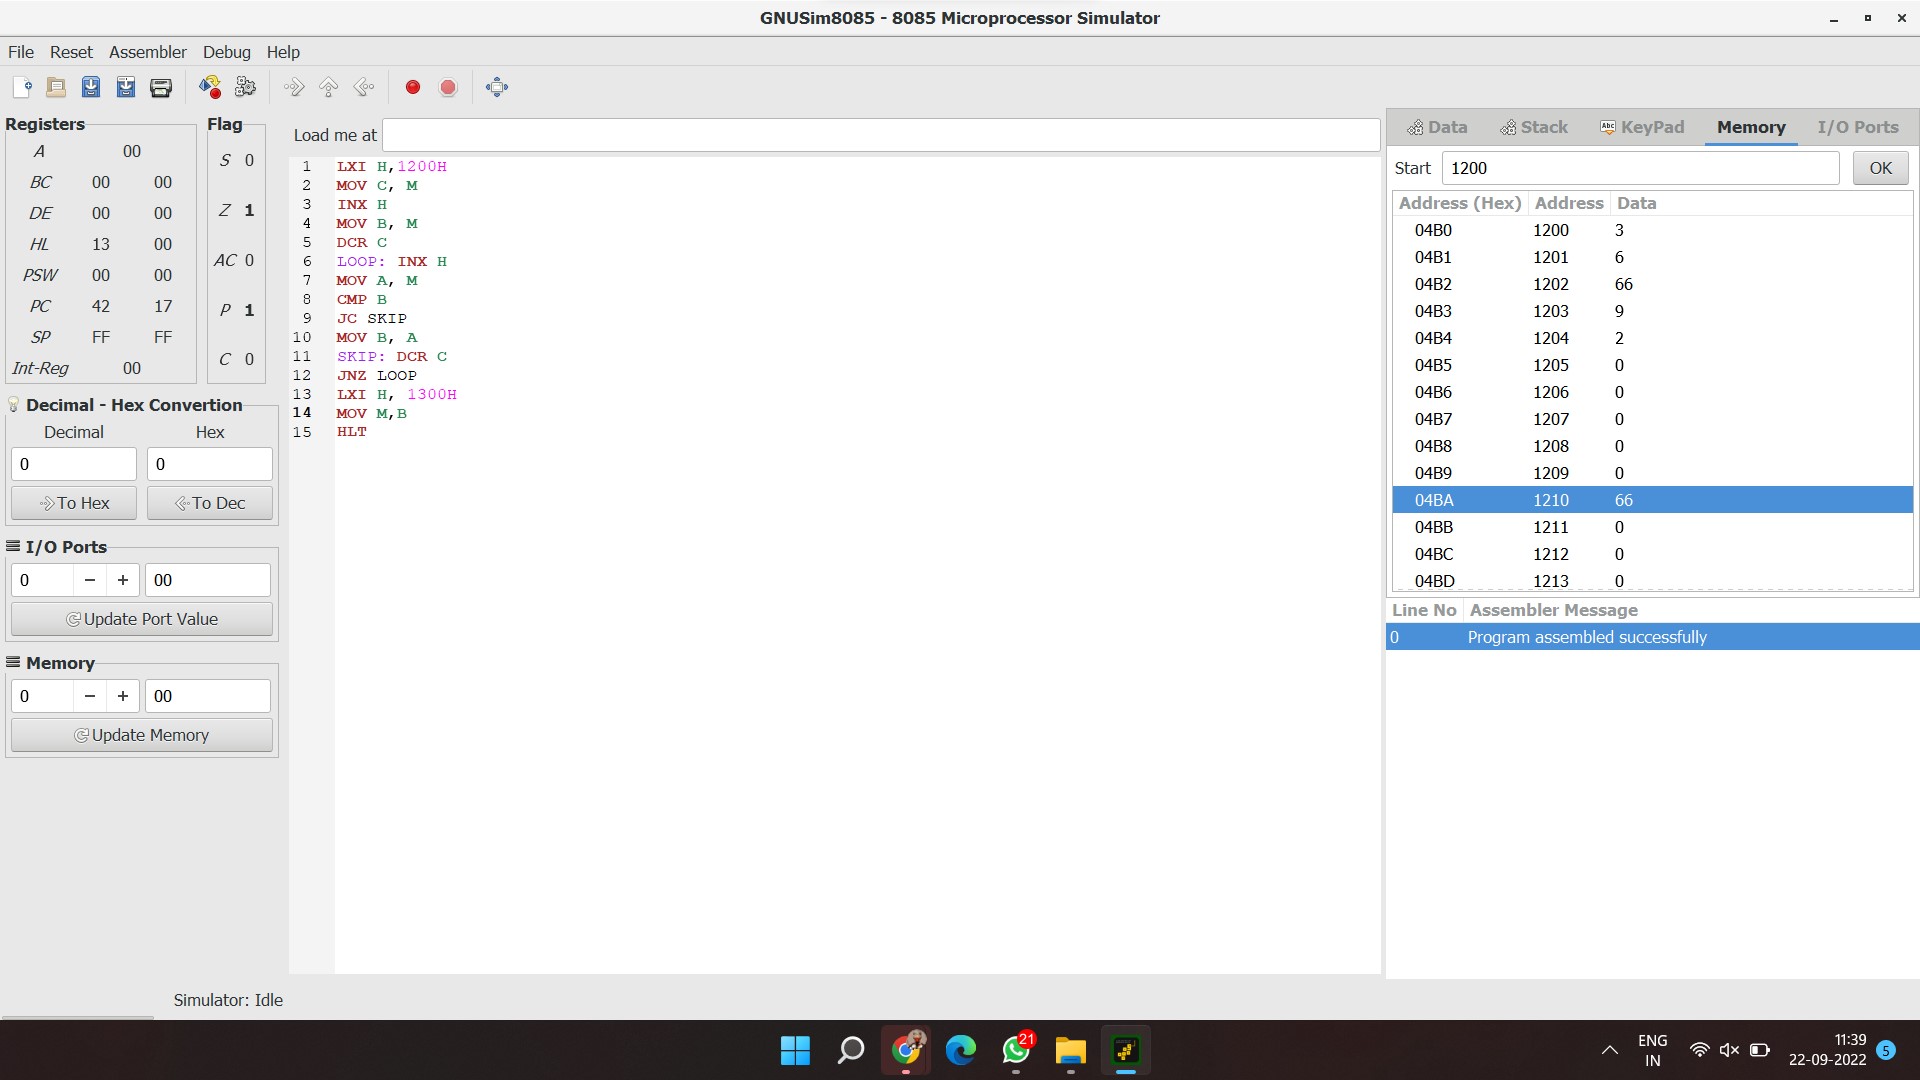 GNUSim8085 - 8085 Microprocessor Simulator
File Reset Assembler Debug Help
Registers
A 00
BC 00 00
DE 00 00
HL 13 00
PSW 00 00
PC 42 17
SP FF FF
Int-Reg 00
Flag
S 0
Z 1
AC 0
P 1
C 0
Decimal - Hex Convertion
Decimal Hex
0 0
To Hex To Dec
I/O Ports
0 − + 00
Update Port Value
Memory
0 − + 00
Update Memory
Load me at
1 LXI H,1200H
2 MOV C, M
3 INX H
4 MOV B, M
5 DCR C
6 LOOP: INX H
7 MOV A, M
8 CMP B
9 JC SKIP
10 MOV B, A
11 SKIP: DCR C
12 JNZ LOOP
13 LXI H, 1300H
14 MOV M,B
15 HLT
Data Stack Abc KeyPad Memory I/O Ports
Start 1200 OK
Address (Hex) Address Data
04B0 1200 3
04B1 1201 6
04B2 1202 66
04B3 1203 9
04B4 1204 2
04B5 1205 0
04B6 1206 0
04B7 1207 0
04B8 1208 0
04B9 1209 0
04BA 1210 66
04BB 1211 0
04BC 1212 0
04BD 1213 0
Line No Assembler Message
0 Program assembled successfully
Simulator: Idle
21
ENG
IN
11:39
22-09-2022
5